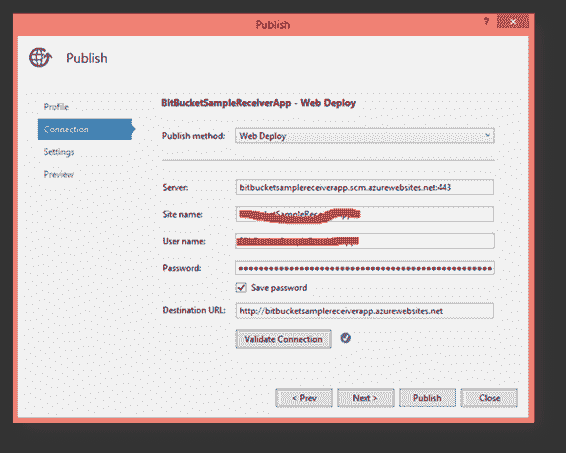 Publish
?
Publish
Profile
BitBucketSampleReceiverApp - Web Deploy
Connection
Publish method: Web Deploy
Settings
Preview
Server: bitbucketsamplereceiverapp.scm.azurewebsites.net:443
Site name:
User name:
Password:
Save password
Destination URL: http://bitbucketsamplereceiverapp.azurewebsites.net
Validate Connection
< Prev Next > Publish Close